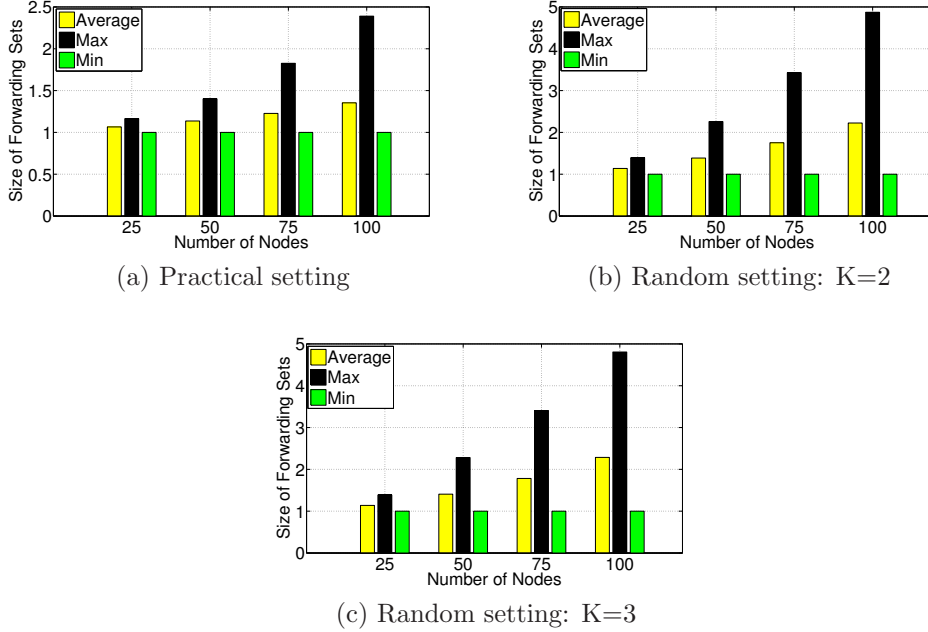 2.5
2
1.5
1
0.5
0
Size of Forwarding Sets
Average
Max
Min
25 50 75 100
Number of Nodes
(a) Practical setting
5
4
3
2
1
0
Size of Forwarding Sets
Average
Max
Min
25 50 75 100
Number of Nodes
(b) Random setting: K=2
5
4
3
2
1
0
Size of Forwarding Sets
Average
Max
Min
25 50 75 100
Number of Nodes
(c) Random setting: K=3